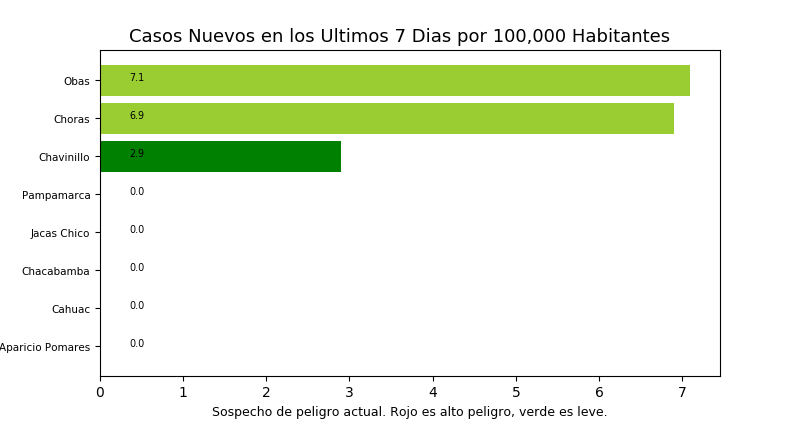 Casos Nuevos en los Ultimos 7 Dias por 100,000 Habitantes
Obas 7.1
Choras 6.9
Chavinillo 2.9
Pampamarca 0.0
Jacas Chico 0.0
Chacabamba 0.0
Cahuac 0.0
Aparicio Pomares 0.0
0 1 2 3 4 5 6 7
Sospecho de peligro actual. Rojo es alto peligro, verde es leve.